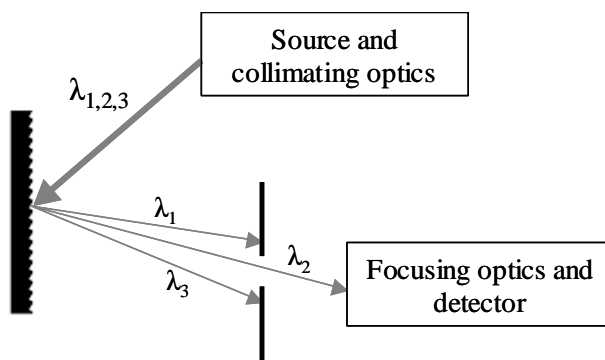 Source and
collimating optics
λ1,2,3
λ1
λ2
λ3
Focusing optics and
detector